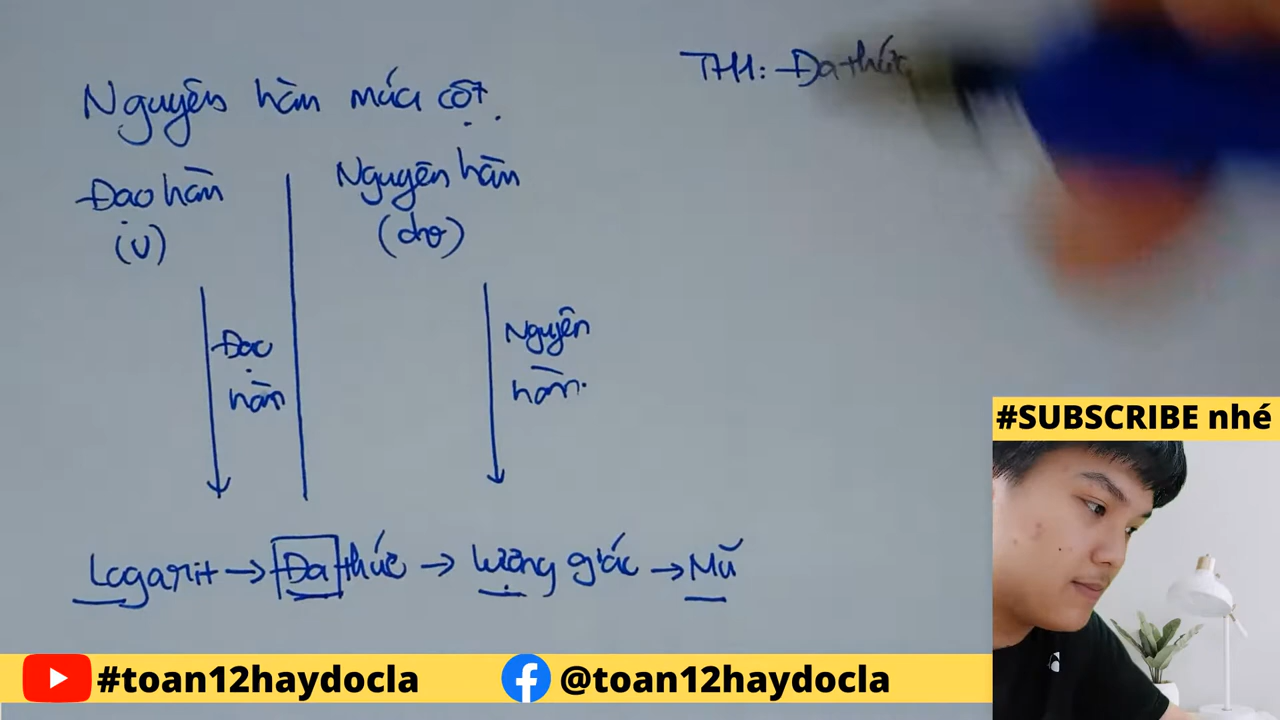 Nguyên hàm mức cột.
TH1: Đa thức
Đạo hàm
(u)
Nguyên hàm
(dv)
Đạo
hàm
Nguyên
hàm.
Logarit → Đa thức → Lượng giác → Mũ
#SUBSCRIBE nhé
#toan12haydocla
@toan12haydocla